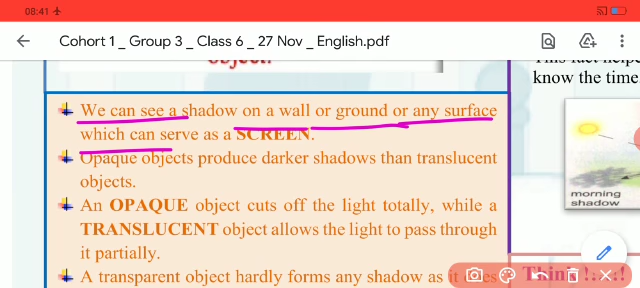 08:41
Cohort 1 _ Group 3 _ Class 6 _ 27 Nov _ English.pdf
object.
know the time
We can see a shadow on a wall or ground or any surface
which can serve as a SCREEN.
Opaque objects produce darker shadows than translucent
objects.
An OPAQUE object cuts off the light totally, while a
TRANSLUCENT object allows the light to pass through
it partially.
A transparent object hardly forms any shadow as it
morning
shadow